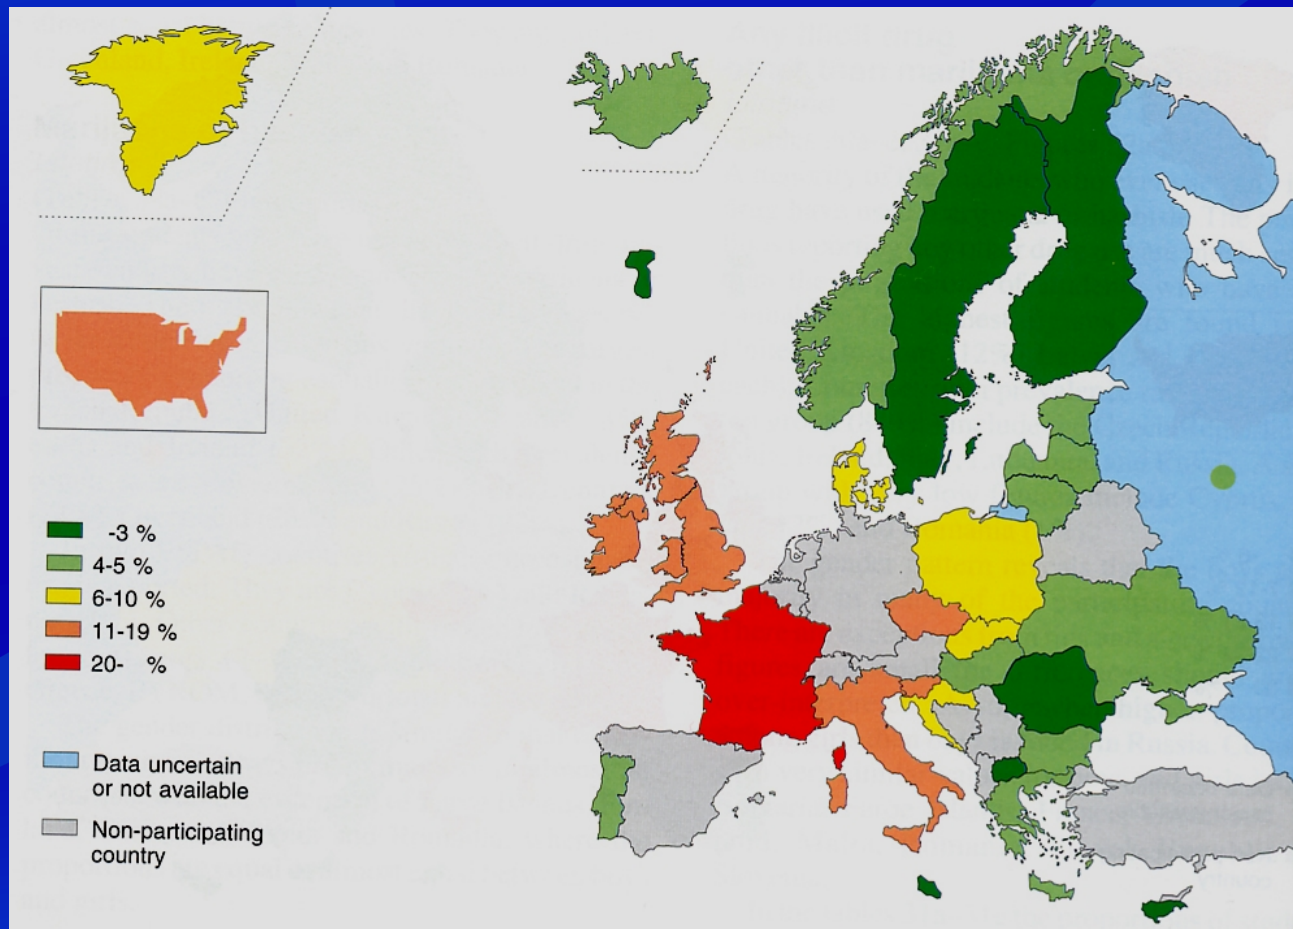 -3 %
4-5 %
6-10 %
11-19 %
20-   %
Data uncertain
or not available
Non-participating
country